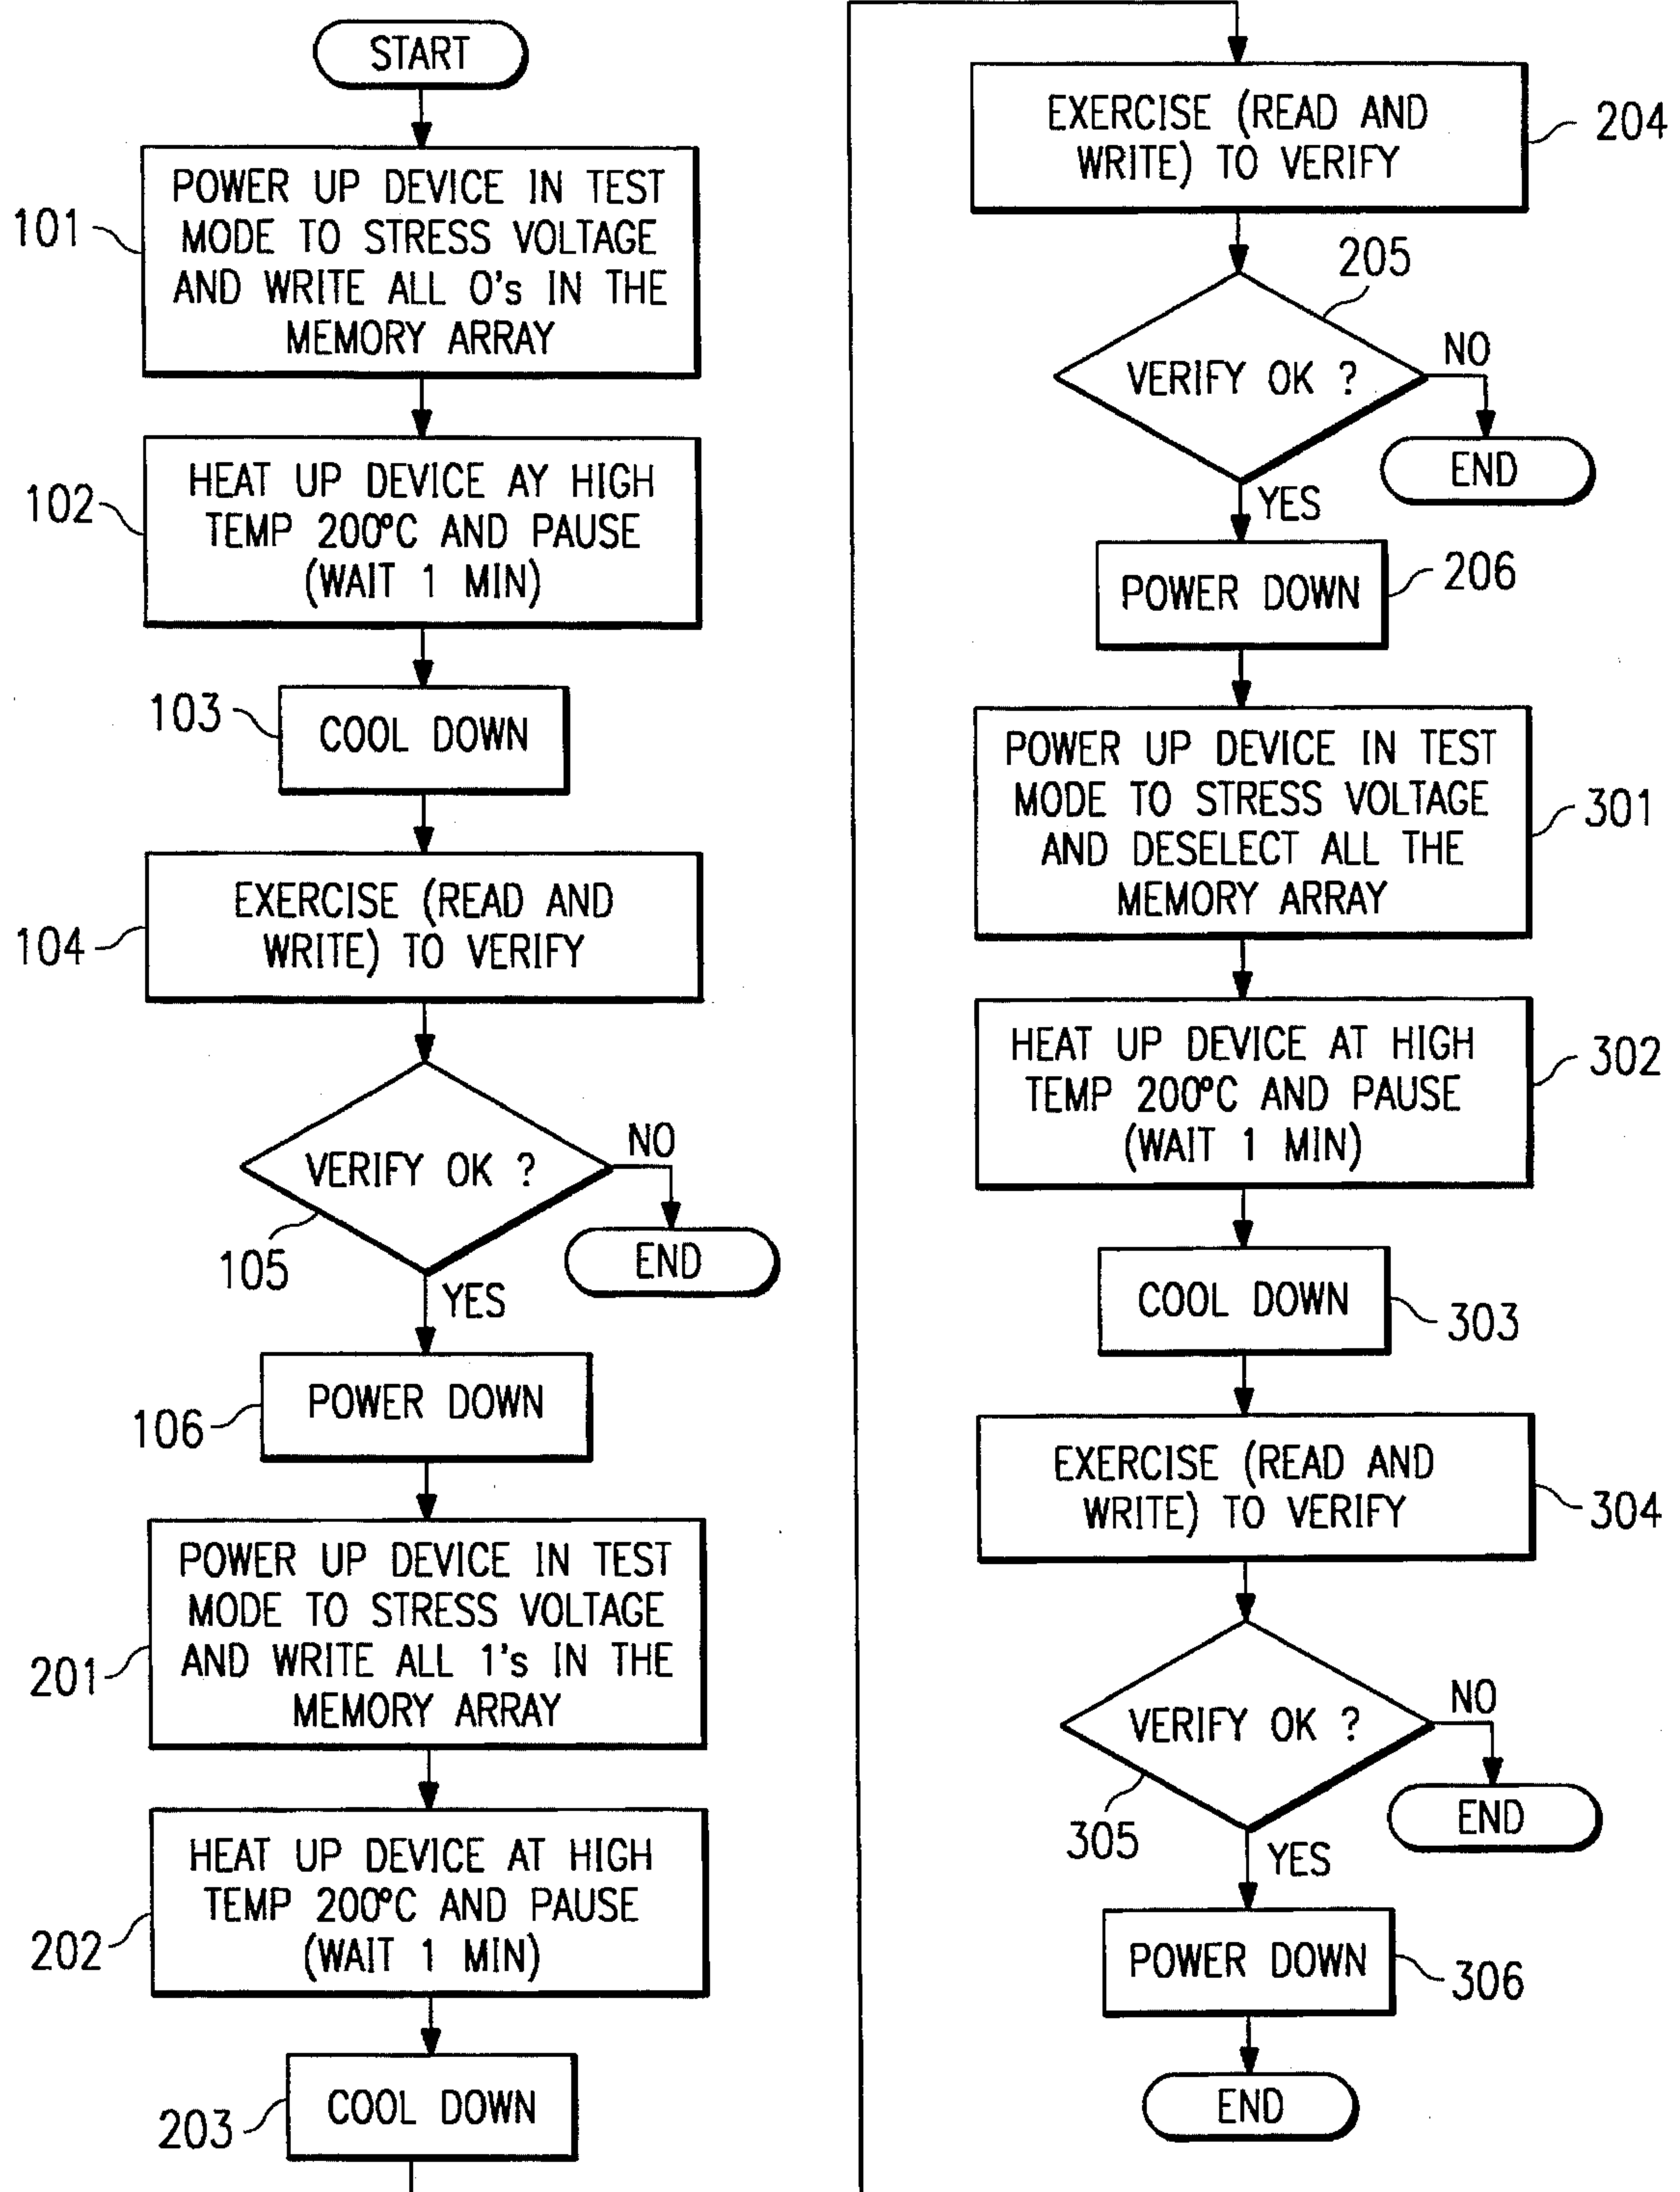 START
101
POWER UP DEVICE IN TEST
MODE TO STRESS VOLTAGE
AND WRITE ALL 0's IN THE
MEMORY ARRAY
102
HEAT UP DEVICE AY HIGH
TEMP 200°C AND PAUSE
(WAIT 1 MIN)
103
COOL DOWN
104
EXERCISE (READ AND
WRITE) TO VERIFY
VERIFY OK ?
NO
105
END
YES
106
POWER DOWN
201
POWER UP DEVICE IN TEST
MODE TO STRESS VOLTAGE
AND WRITE ALL 1's IN THE
MEMORY ARRAY
202
HEAT UP DEVICE AT HIGH
TEMP 200°C AND PAUSE
(WAIT 1 MIN)
203
COOL DOWN
EXERCISE (READ AND
WRITE) TO VERIFY
204
205
VERIFY OK ?
NO
END
YES
POWER DOWN
206
POWER UP DEVICE IN TEST
MODE TO STRESS VOLTAGE
AND DESELECT ALL THE
MEMORY ARRAY
301
HEAT UP DEVICE AT HIGH
TEMP 200°C AND PAUSE
(WAIT 1 MIN)
302
COOL DOWN
303
EXERCISE (READ AND
WRITE) TO VERIFY
304
VERIFY OK ?
NO
305
END
YES
POWER DOWN
306
END